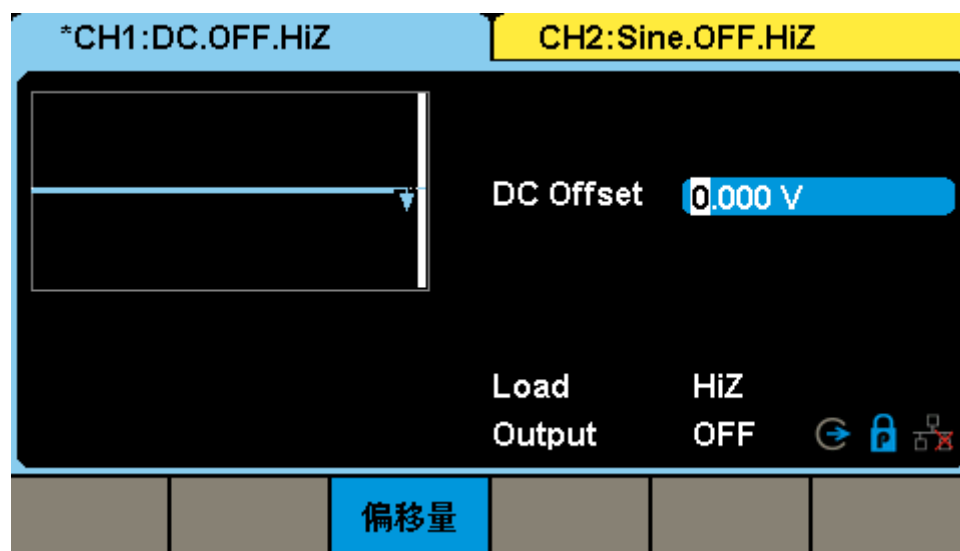 *CH1:DC.OFF.HiZ
CH2:Sine.OFF.HiZ
DC Offset 0.000 V
Load HiZ
Output OFF
偏移量